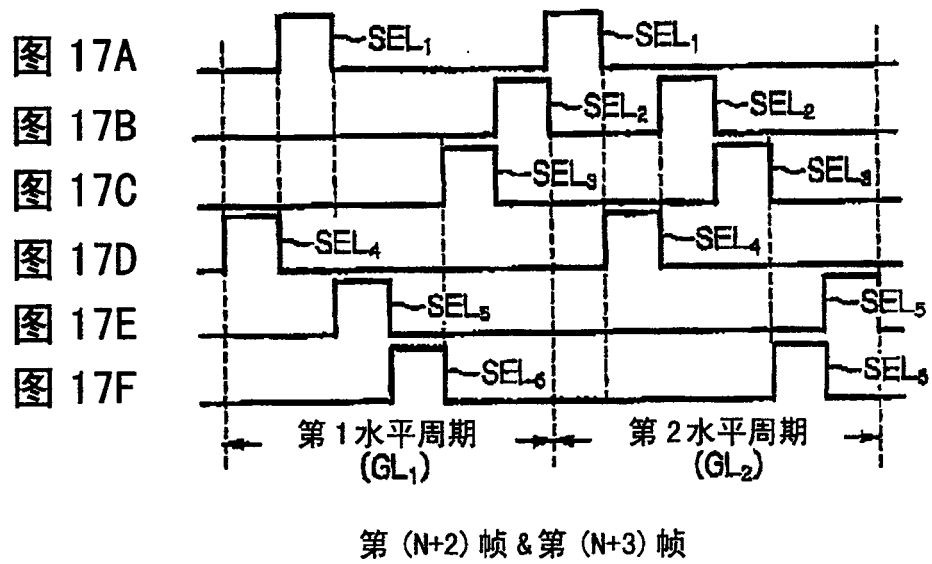 图 17A SEL₁ SEL₁
图 17B SEL₂ SEL₂
图 17C SEL₃ SEL₃
图 17D SEL₄ SEL₄
图 17E SEL₅ SEL₅
图 17F SEL₆ SEL₆
第1水平周期 第2水平周期
(GL₁) (GL₂)
第 (N+2) 帧 & 第 (N+3) 帧